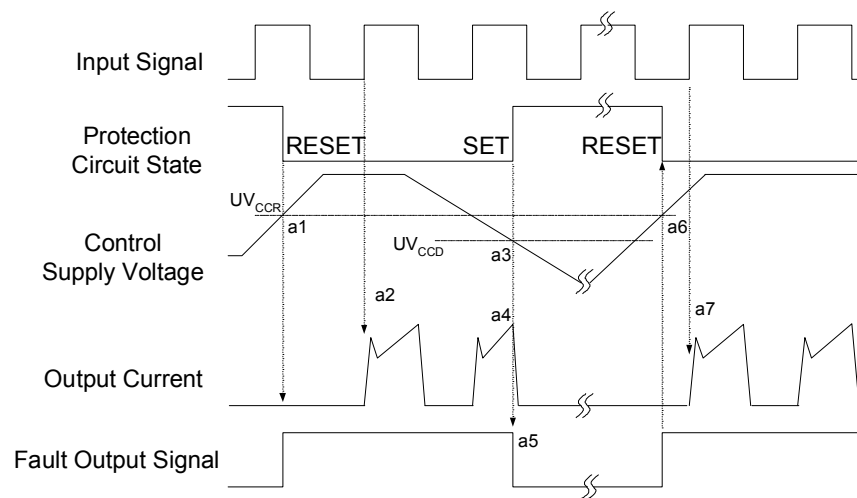 Input Signal
Protection
Circuit State
RESET
SET
RESET
UVCCR
a1
a6
Control
Supply Voltage
UVCCD
a3
a2
a4
a7
Output Current
Fault Output Signal
a5